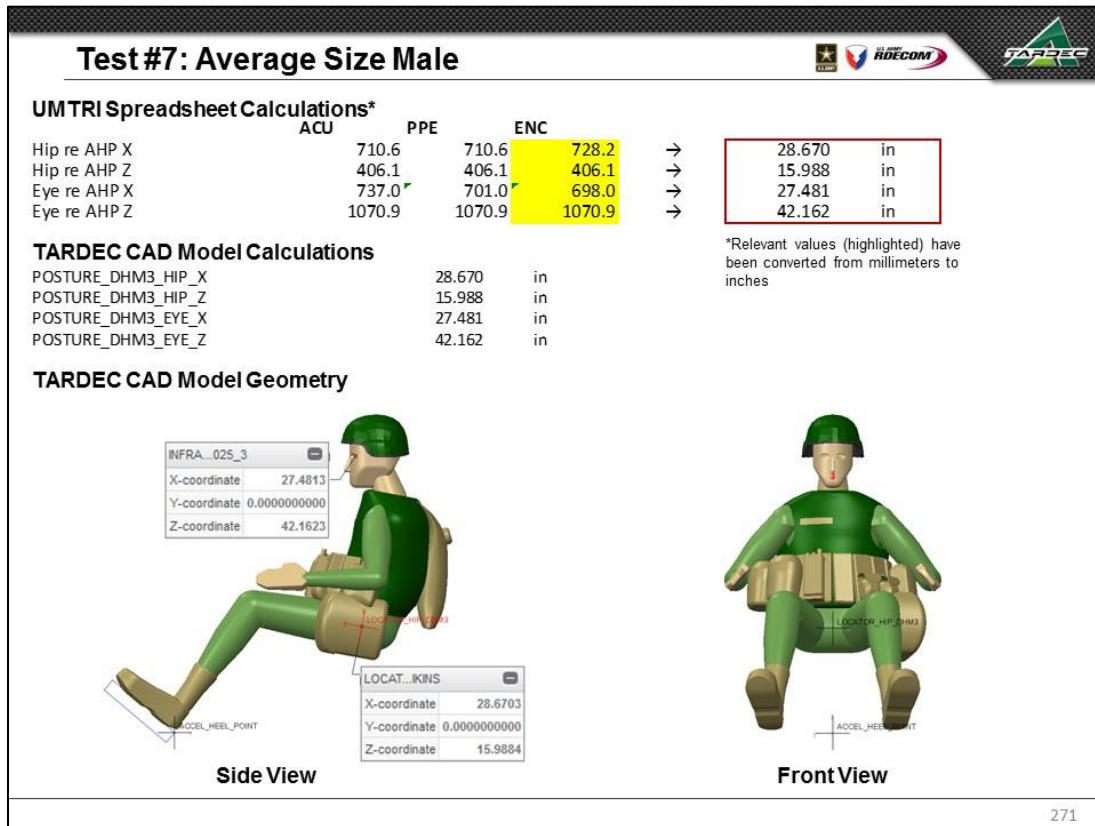 Test #7: Average Size Male
U.S. ARMY RDECOM
TARDEC
UMTRI Spreadsheet Calculations*
ACU PPE ENC
Hip re AHP X 710.6 710.6 728.2 → 28.670 in
Hip re AHP Z 406.1 406.1 406.1 → 15.988 in
Eye re AHP X 737.0 701.0 698.0 → 27.481 in
Eye re AHP Z 1070.9 1070.9 1070.9 → 42.162 in
*Relevant values (highlighted) have
been converted from millimeters to
inches
TARDEC CAD Model Calculations
POSTURE_DHM3_HIP_X 28.670 in
POSTURE_DHM3_HIP_Z 15.988 in
POSTURE_DHM3_EYE_X 27.481 in
POSTURE_DHM3_EYE_Z 42.162 in
TARDEC CAD Model Geometry
INFRA...025_3
X-coordinate 27.4813
Y-coordinate 0.0000000000
Z-coordinate 42.1623
3
LOCATOR_HIP_DHM3
LOCATOR_HIP_DHM3
LOCAT...IKINS
X-coordinate 28.6703
Y-coordinate 0.0000000000
Z-coordinate 15.9884
ACCEL_HEEL_POINT
ACCEL_HEEL_POINT
Side View
Front View
271